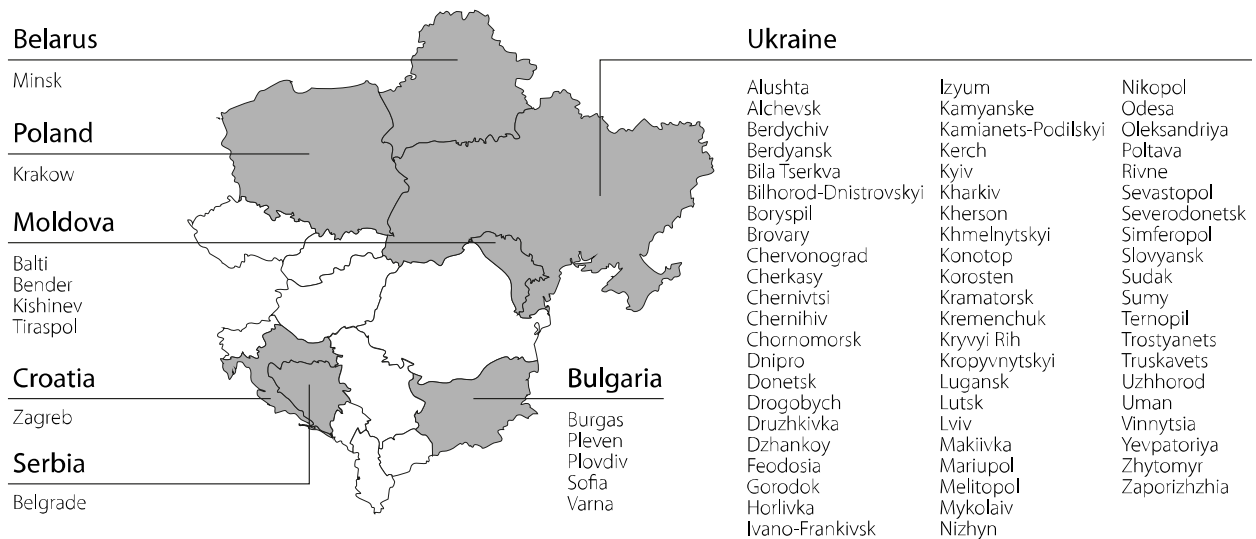 Belarus
Minsk
Poland
Krakow
Moldova
Balti
Bender
Kishinev
Tiraspol
Croatia
Zagreb
Serbia
Belgrade
Bulgaria
Burgas
Pleven
Plovdiv
Sofia
Varna
Ukraine
Alushta
Alchevsk
Berdychiv
Berdyansk
Bila Tserkva
Bilhorod-Dnistrovskyi
Boryspil
Brovary
Chervonograd
Cherkasy
Chernivtsi
Chernihiv
Chornomorsk
Dnipro
Donetsk
Drogobych
Druzhkivka
Dzhankoy
Feodosia
Gorodok
Horlivka
Ivano-Frankivsk
Izyum
Kamyanske
Kamianets-Podilskyi
Kerch
Kyiv
Kharkiv
Kherson
Khmelnytskyi
Konotop
Korosten
Kramatorsk
Kremenchuk
Kryvyi Rih
Kropyvnytskyi
Lugansk
Lutsk
Lviv
Makiivka
Mariupol
Melitopol
Mykolaiv
Nizhyn
Nikopol
Odesa
Oleksandriya
Poltava
Rivne
Sevastopol
Severodonetsk
Simferopol
Slovyansk
Sudak
Sumy
Ternopil
Trostyanets
Truskavets
Uzhhorod
Uman
Vinnytsia
Yevpatoriya
Zhytomyr
Zaporizhzhia